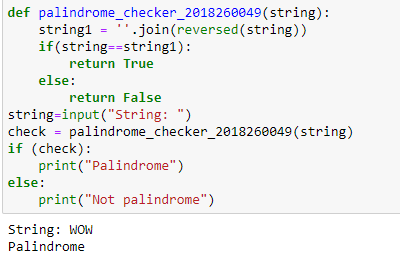 def palindrome_checker_2018260049(string):
    string1 = ''.join(reversed(string))
    if(string==string1):
        return True
    else:
        return False
string=input("String: ")
check = palindrome_checker_2018260049(string)
if (check):
    print("Palindrome")
else:
    print("Not palindrome")
String: WOW
Palindrome